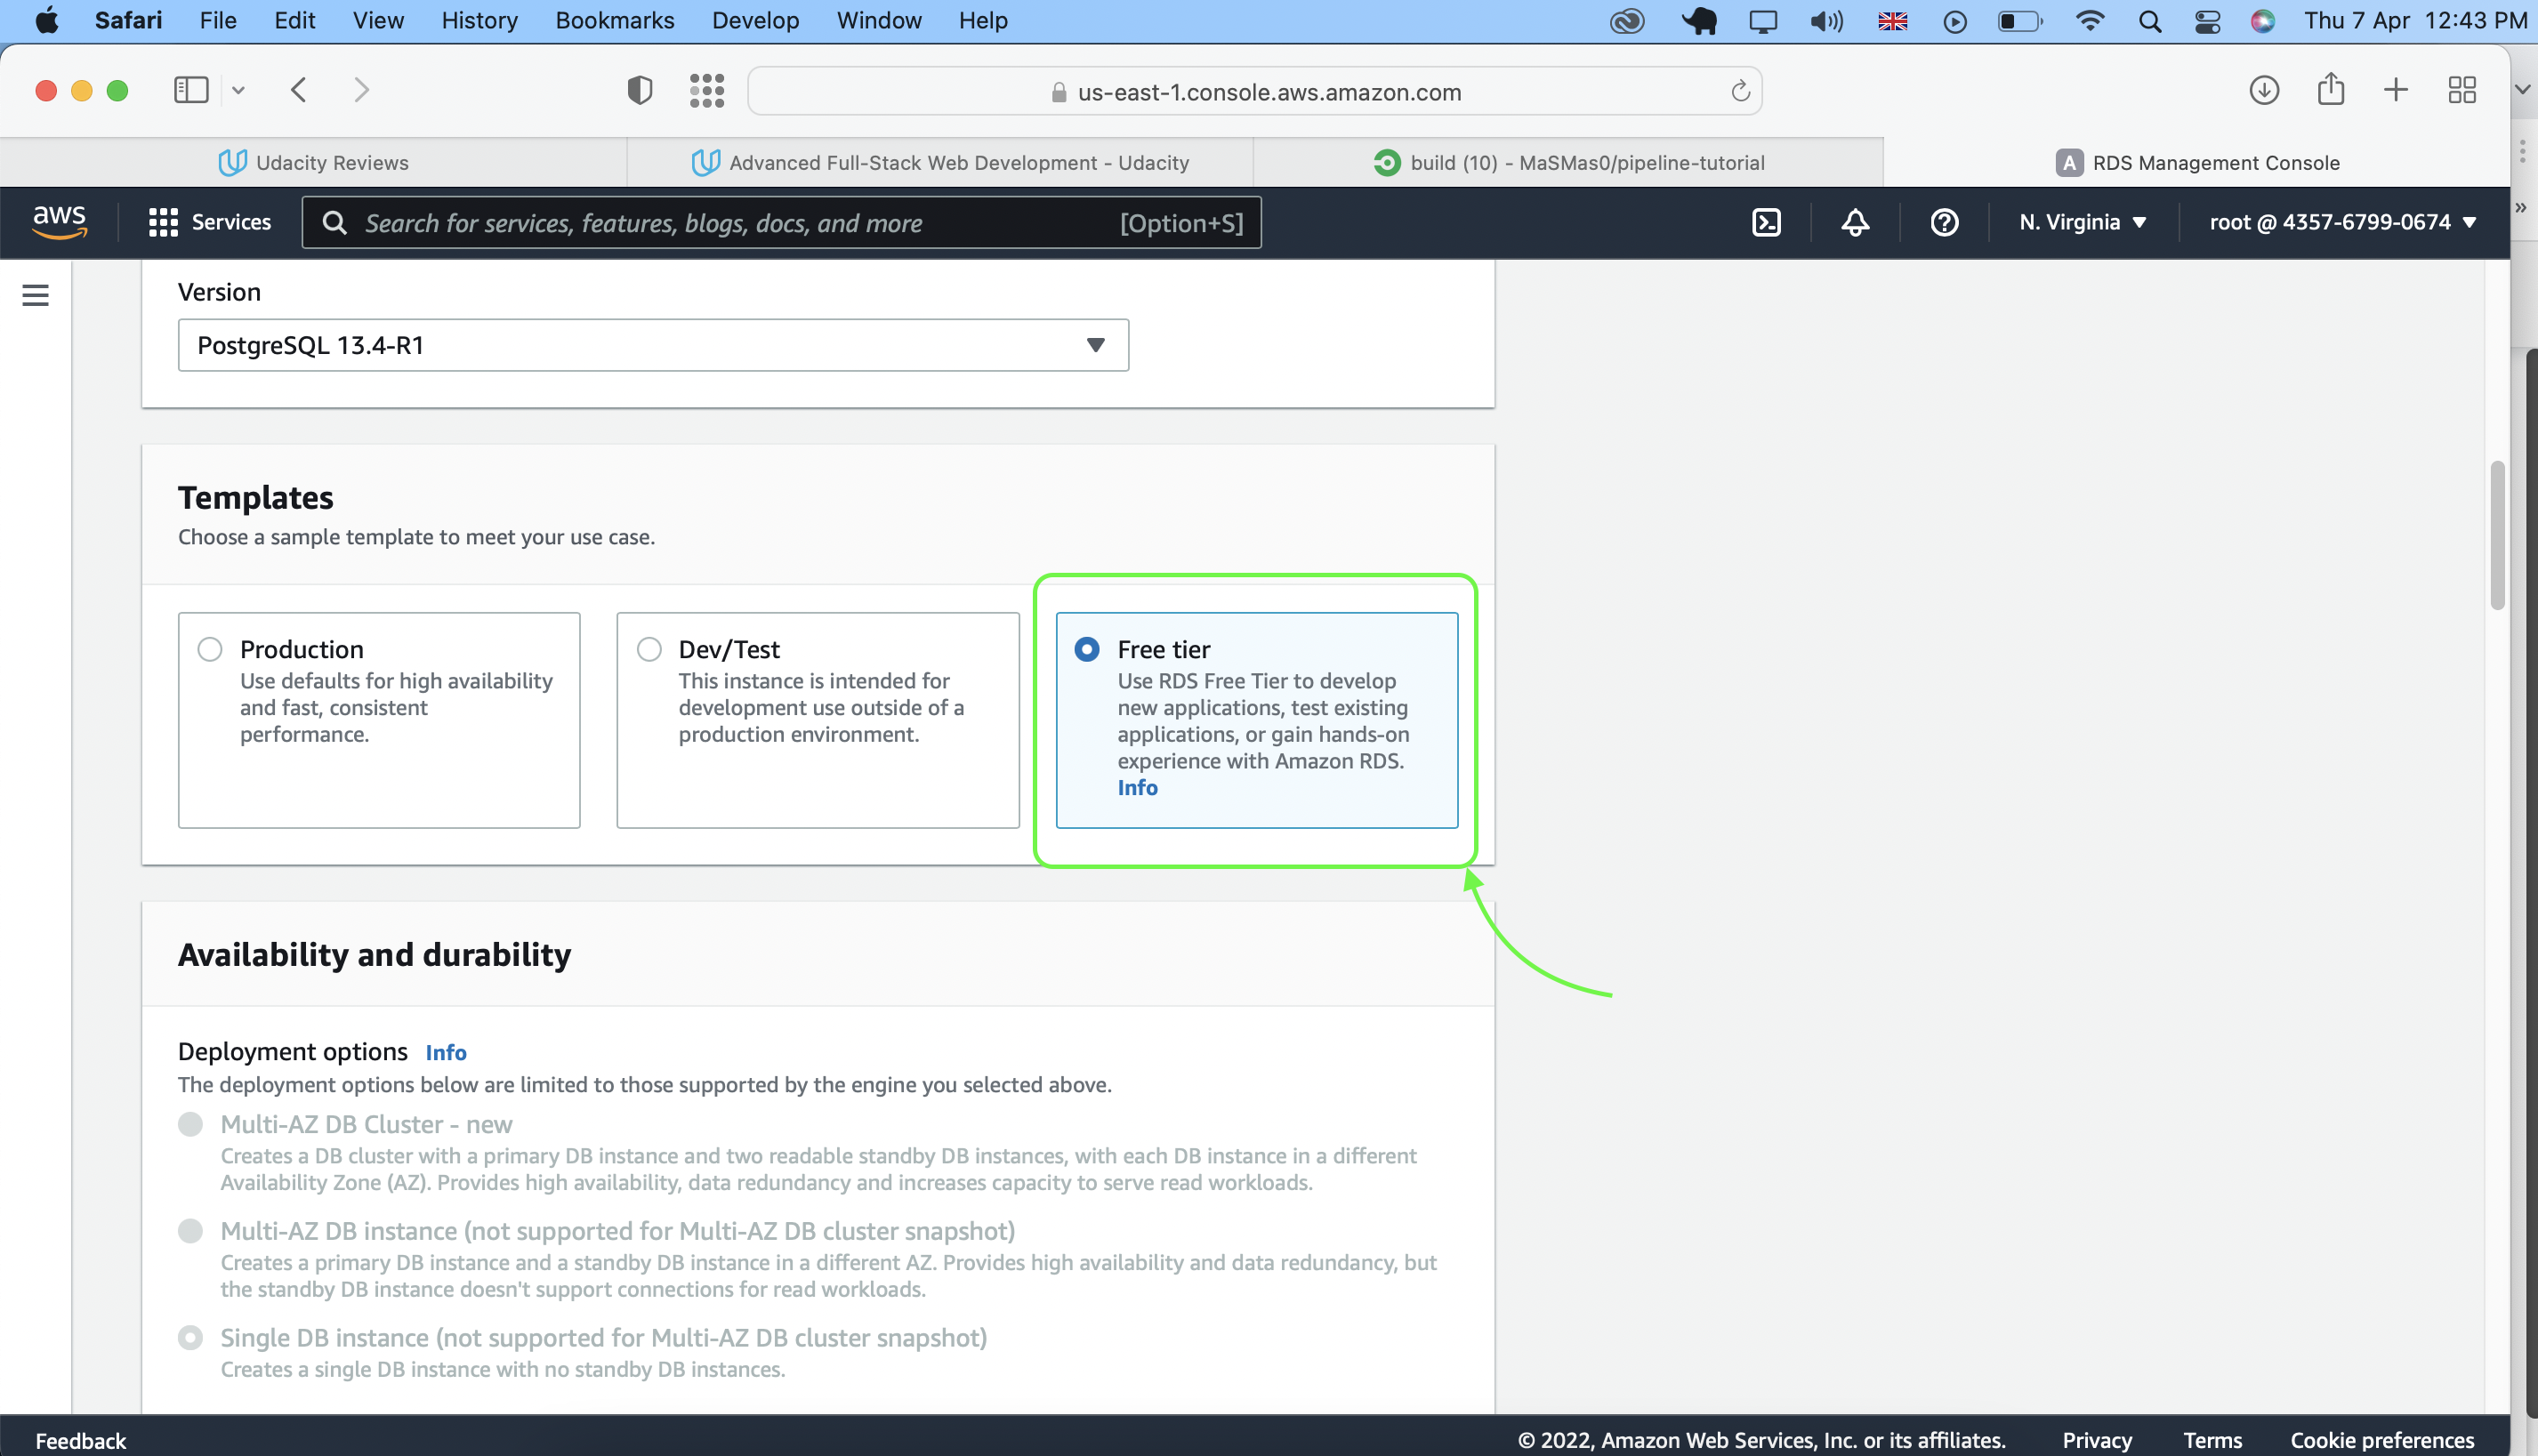 Safari File Edit View History Bookmarks Develop Window Help Thu 7 Apr 12:43 PM
us-east-1.console.aws.amazon.com
Udacity Reviews Advanced Full-Stack Web Development - Udacity build (10) - MaSMas0/pipeline-tutorial A RDS Management Console
aws Services Search for services, features, blogs, docs, and more [Option+S] N. Virginia ▼ root @ 4357-6799-0674 ▼
Version
PostgreSQL 13.4-R1
Templates
Choose a sample template to meet your use case.
Production
Use defaults for high availability
and fast, consistent
performance.
Dev/Test
This instance is intended for
development use outside of a
production environment.
Free tier
Use RDS Free Tier to develop
new applications, test existing
applications, or gain hands-on
experience with Amazon RDS.
Info
Availability and durability
Deployment options Info
The deployment options below are limited to those supported by the engine you selected above.
Multi-AZ DB Cluster - new
Creates a DB cluster with a primary DB instance and two readable standby DB instances, with each DB instance in a different
Availability Zone (AZ). Provides high availability, data redundancy and increases capacity to serve read workloads.
Multi-AZ DB instance (not supported for Multi-AZ DB cluster snapshot)
Creates a primary DB instance and a standby DB instance in a different AZ. Provides high availability and data redundancy, but
the standby DB instance doesn't support connections for read workloads.
Single DB instance (not supported for Multi-AZ DB cluster snapshot)
Creates a single DB instance with no standby DB instances.
Feedback © 2022, Amazon Web Services, Inc. or its affiliates. Privacy Terms Cookie preferences